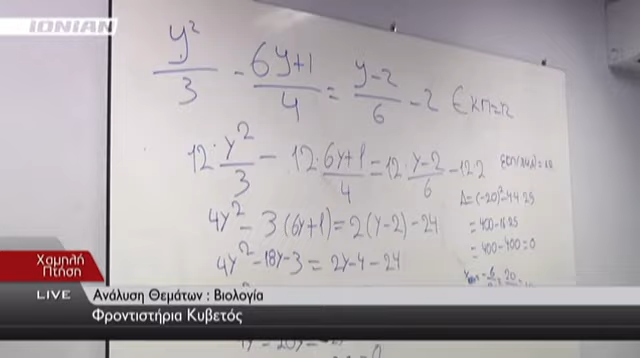 IONIAN
y²/3 - 6y+1/4 = y-2/6 - 2
12·y²/3 - 12·6y+1/4 = 12·y-2/6 - 12·2
4y² - 3(6y+1) = 2(y-2) - 24
4y² - 18y - 3 = 2y - 4 - 24
Δ = (-20)² - 4·4·25
= 400 - 16·25
= 400 - 400 = 0
Χαμηλή
Πτήση
LIVE
Ανάλυση Θεμάτων : Βιολογία
Φροντιστήρια Κυβετός